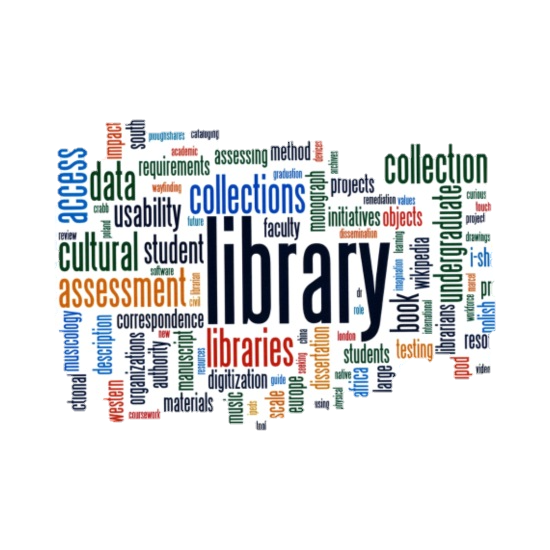 impact
south
ploughshares
cataloging
access
academic
requirements
assessing
method
devices
archives
collection
data
wayfinding
graduation
crabb
collections
monograph
projects
remediation
values
curious
touch
usability
future
faculty
initiatives
objects
undergraduate
project
review
poland
dissemination
learning
drawings
cultural
student
library
wikipedia
i-sh
software
imagination
assessment
civil
librarian
dr
role
book
international
marcel
workforce
pr
publish
musicology
description
correspondence
new
libraries
china
london
librarians
reso
organizations
authority
manuscript
resources
seeking
dissertation
students
testing
pod
video
ctional
digitization
guide
native
africa
large
western
coursework
materials
music
scale
europe
using
physical
tool